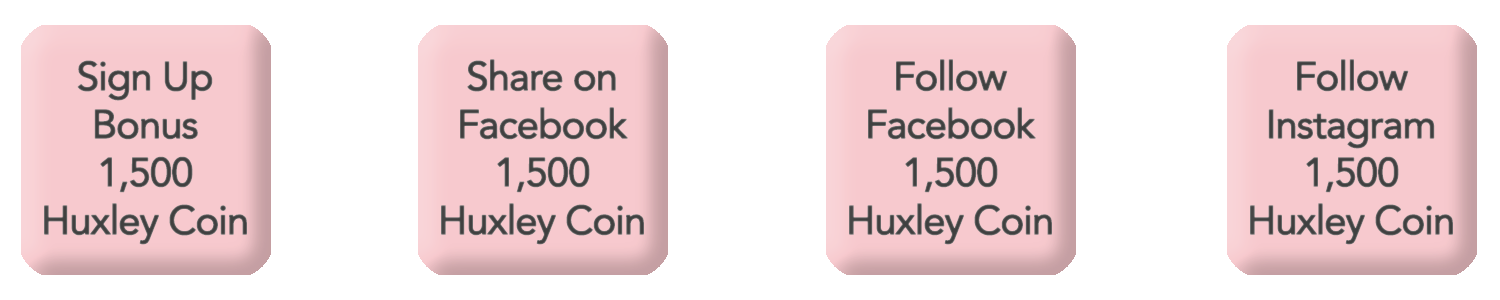 Sign Up
Bonus
1,500
Huxley Coin
Share on
Facebook
1,500
Huxley Coin
Follow
Facebook
1,500
Huxley Coin
Follow
Instagram
1,500
Huxley Coin